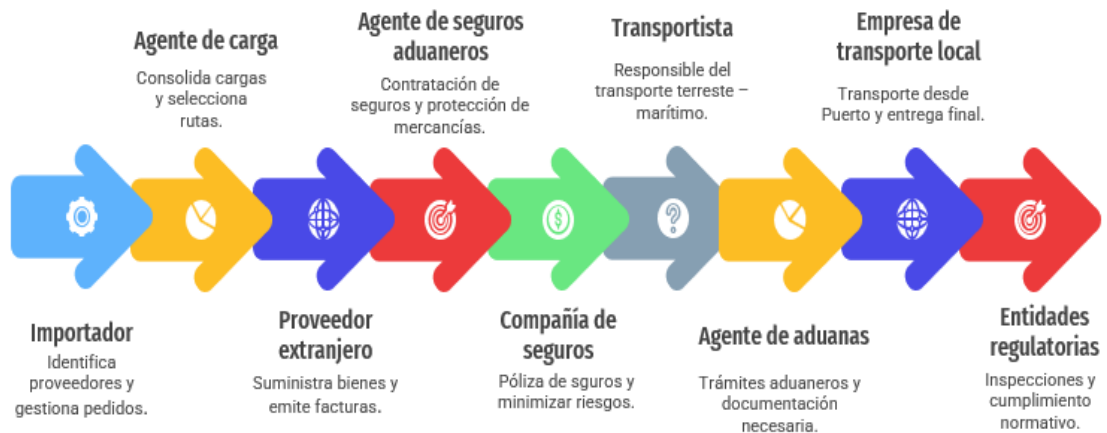 Agente de carga
Consolida cargas
y selecciona
rutas.
Agente de seguros
aduaneros
Contratación de
seguros y protección de
mercancías.
Transportista
Responsible del
transporte terreste –
marítimo.
Empresa de
transporte local
Transporte desde
Puerto y entrega final.
Importador
Identifica
proveedores y
gestiona pedidos.
Proveedor
extranjero
Suministra bienes y
emite facturas.
Compañía de
seguros
Póliza de sguros y
minimizar riesgos.
Agente de aduanas
Trámites aduaneros y
documentación
necesaria.
Entidades
regulatorias
Inspecciones y
cumplimiento
normativo.